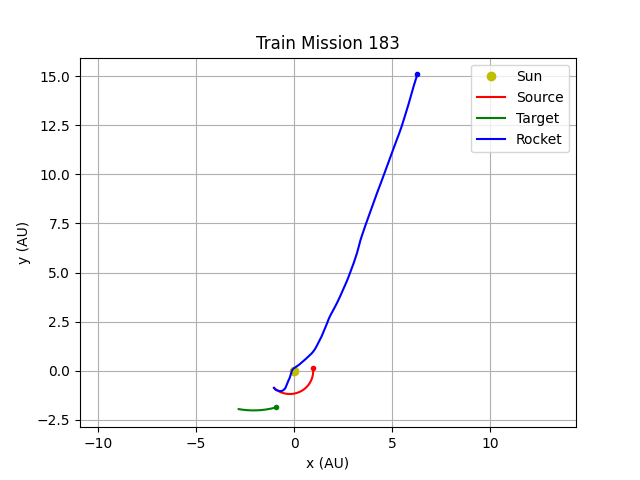 Train Mission 183
15.0
12.5
10.0
7.5
5.0
2.5
0.0
−2.5
y (AU)
−10
−5
0
5
10
x (AU)
Sun
Source
Target
Rocket